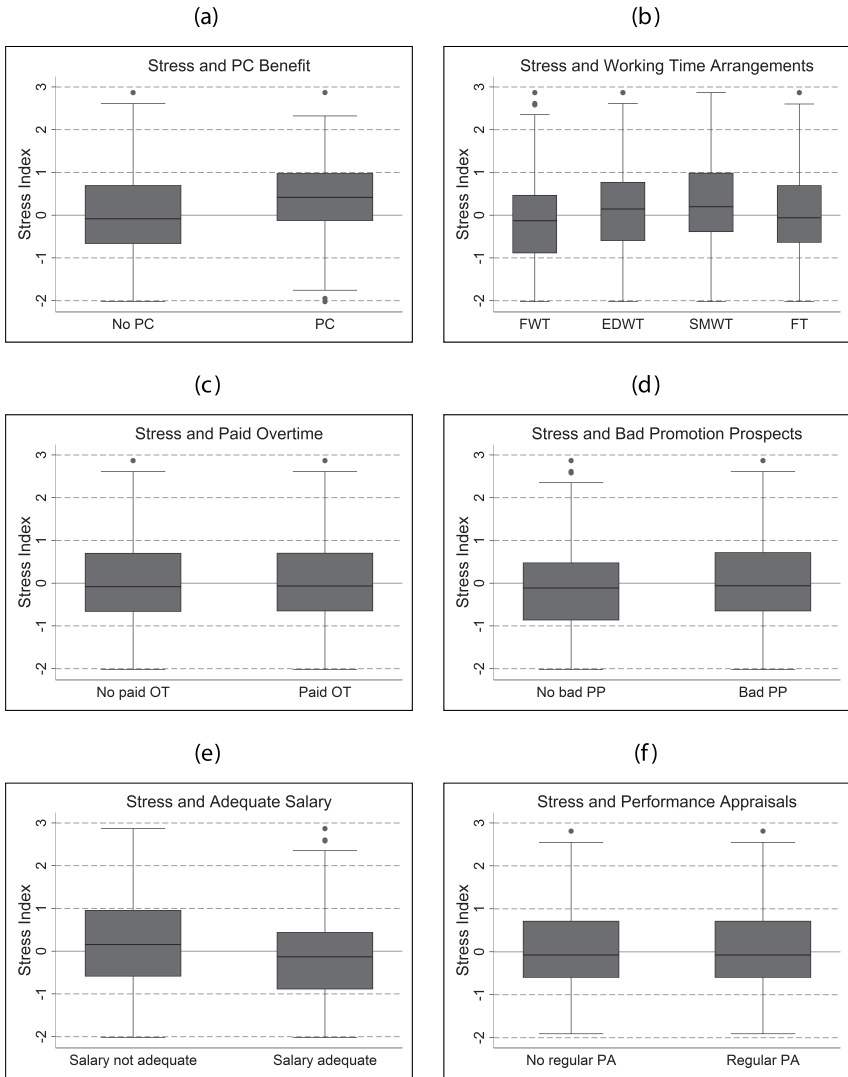 (a)
Stress and PC Benefit
Stress Index
3
2
1
0
-1
-2
No PC PC
(b)
Stress and Working Time Arrangements
Stress Index
3
2
1
0
-1
-2
FWT EDWT SMWT FT
(c)
Stress and Paid Overtime
Stress Index
3
2
1
0
-1
-2
No paid OT Paid OT
(d)
Stress and Bad Promotion Prospects
Stress Index
3
2
1
0
-1
-2
No bad PP Bad PP
(e)
Stress and Adequate Salary
Stress Index
3
2
1
0
-1
-2
Salary not adequate Salary adequate
(f)
Stress and Performance Appraisals
Stress Index
3
2
1
0
-1
-2
No regular PA Regular PA